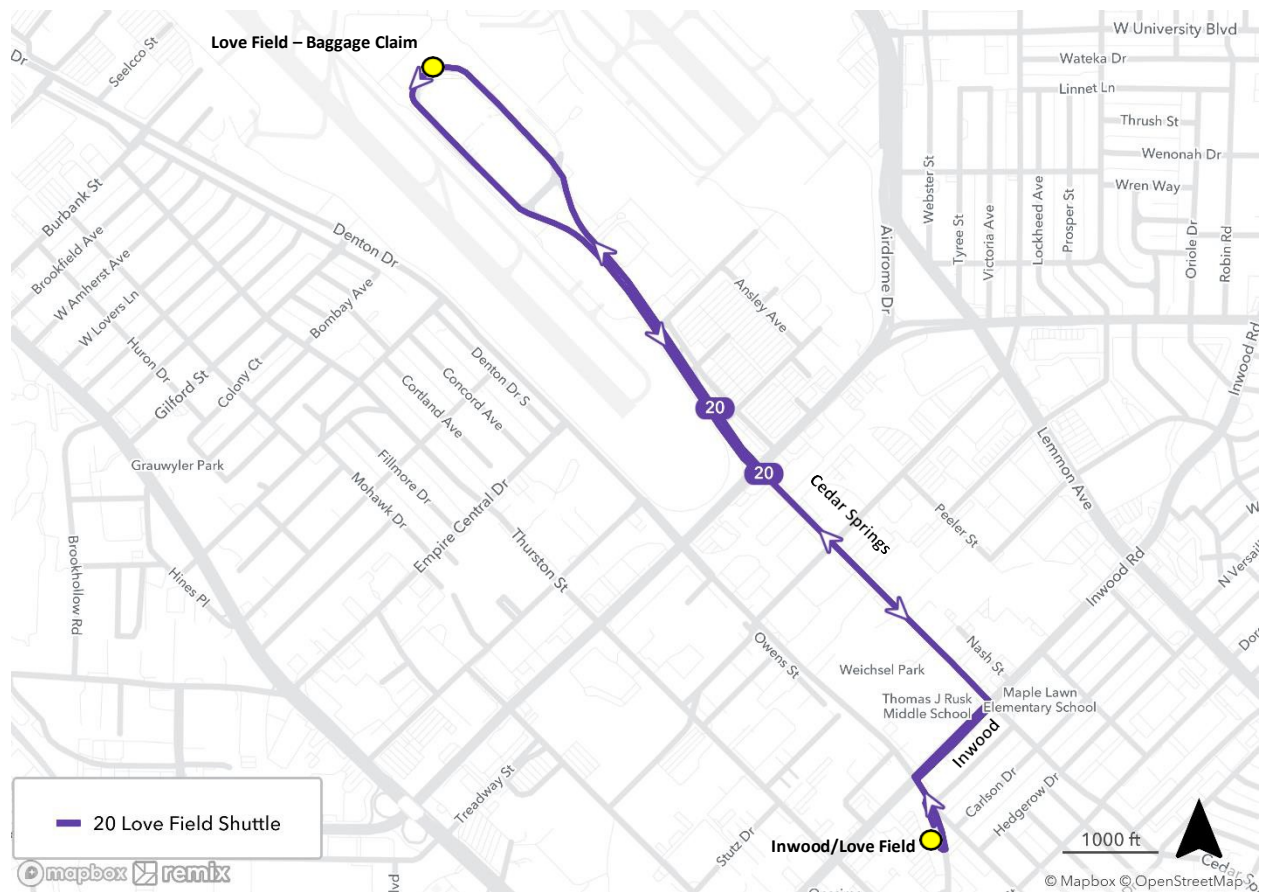 W University Blvd
Love Field – Baggage Claim
Seelcco St
Wateka Dr
Dr
Linnet Ln
Thrush St
Wenonah Dr
Wren Way
Webster St
Tyree St
Victoria Ave
Lockheed Ave
Prosper St
Oriole Dr
Robin Rd
Burbank St
Brookfield Ave
W Amherst Ave
W Lovers Ln
Denton Dr
Airdrome Dr
Ansley Ave
Bombay Ave
Huron Dr
Gilford St
Colony Ct
Denton Dr S
Concord Ave
Cortland Ave
Inwood Rd
20
20
Lemmon Ave
Grauwyler Park
Fillmore Dr
Mohawk Dr
Empire Central Dr
Cedar Springs
Peeler St
Thurston St
Brookhollow Rd
Hines Pl
Inwood Rd
N Versail
Owens St
Nash St
Dor
W
Weichsel Park
Thomas J Rusk
Middle School
Maple Lawn
Elementary School
Inwood
Treadway St
Carlson Dr
Hedgerow Dr
Stutz Dr
Inwood/Love Field
20 Love Field Shuttle
1000 ft
Cedar Sp
mapbox remix
© Mapbox © OpenStreetMap